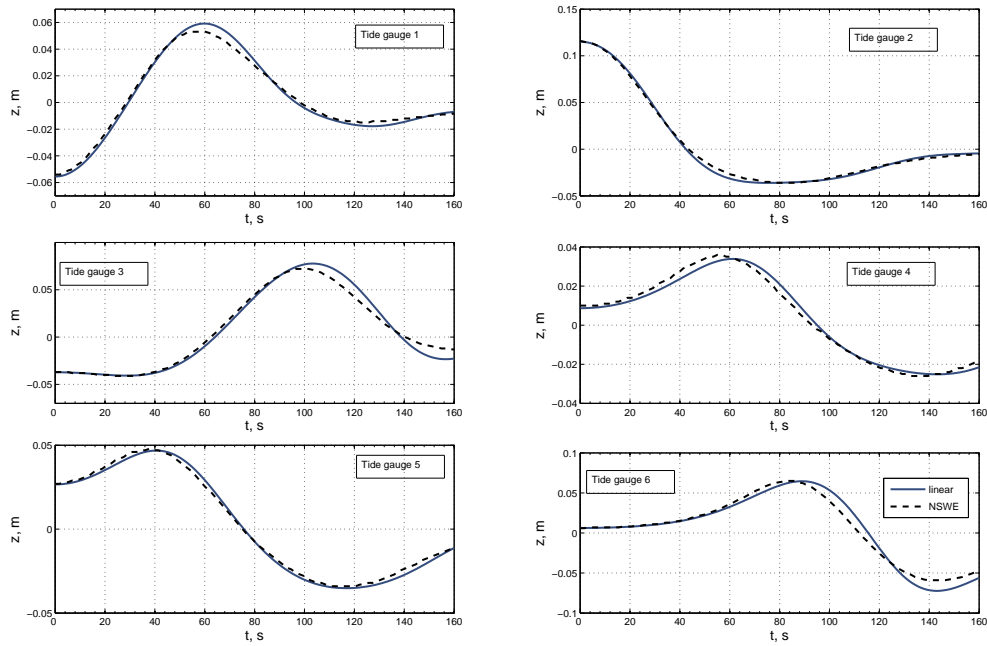 0.06
0.04
0.02
0
−0.02
−0.04
−0.06
z, m
Tide gauge 1
0 20 40 60 80 100 120 140 160
t, s
0.15
0.1
0.05
0
−0.05
z, m
Tide gauge 2
0 20 40 60 80 100 120 140 160
t, s
0.05
0
−0.05
z, m
Tide gauge 3
0 20 40 60 80 100 120 140 160
t, s
0.04
0.02
0
−0.02
−0.04
z, m
Tide gauge 4
0 20 40 60 80 100 120 140 160
t, s
0.05
0
−0.05
z, m
Tide gauge 5
0 20 40 60 80 100 120 140 160
t, s
0.1
0.05
0
−0.05
−0.1
z, m
Tide gauge 6
linear
NSWE
0 20 40 60 80 100 120 140 160
t, s